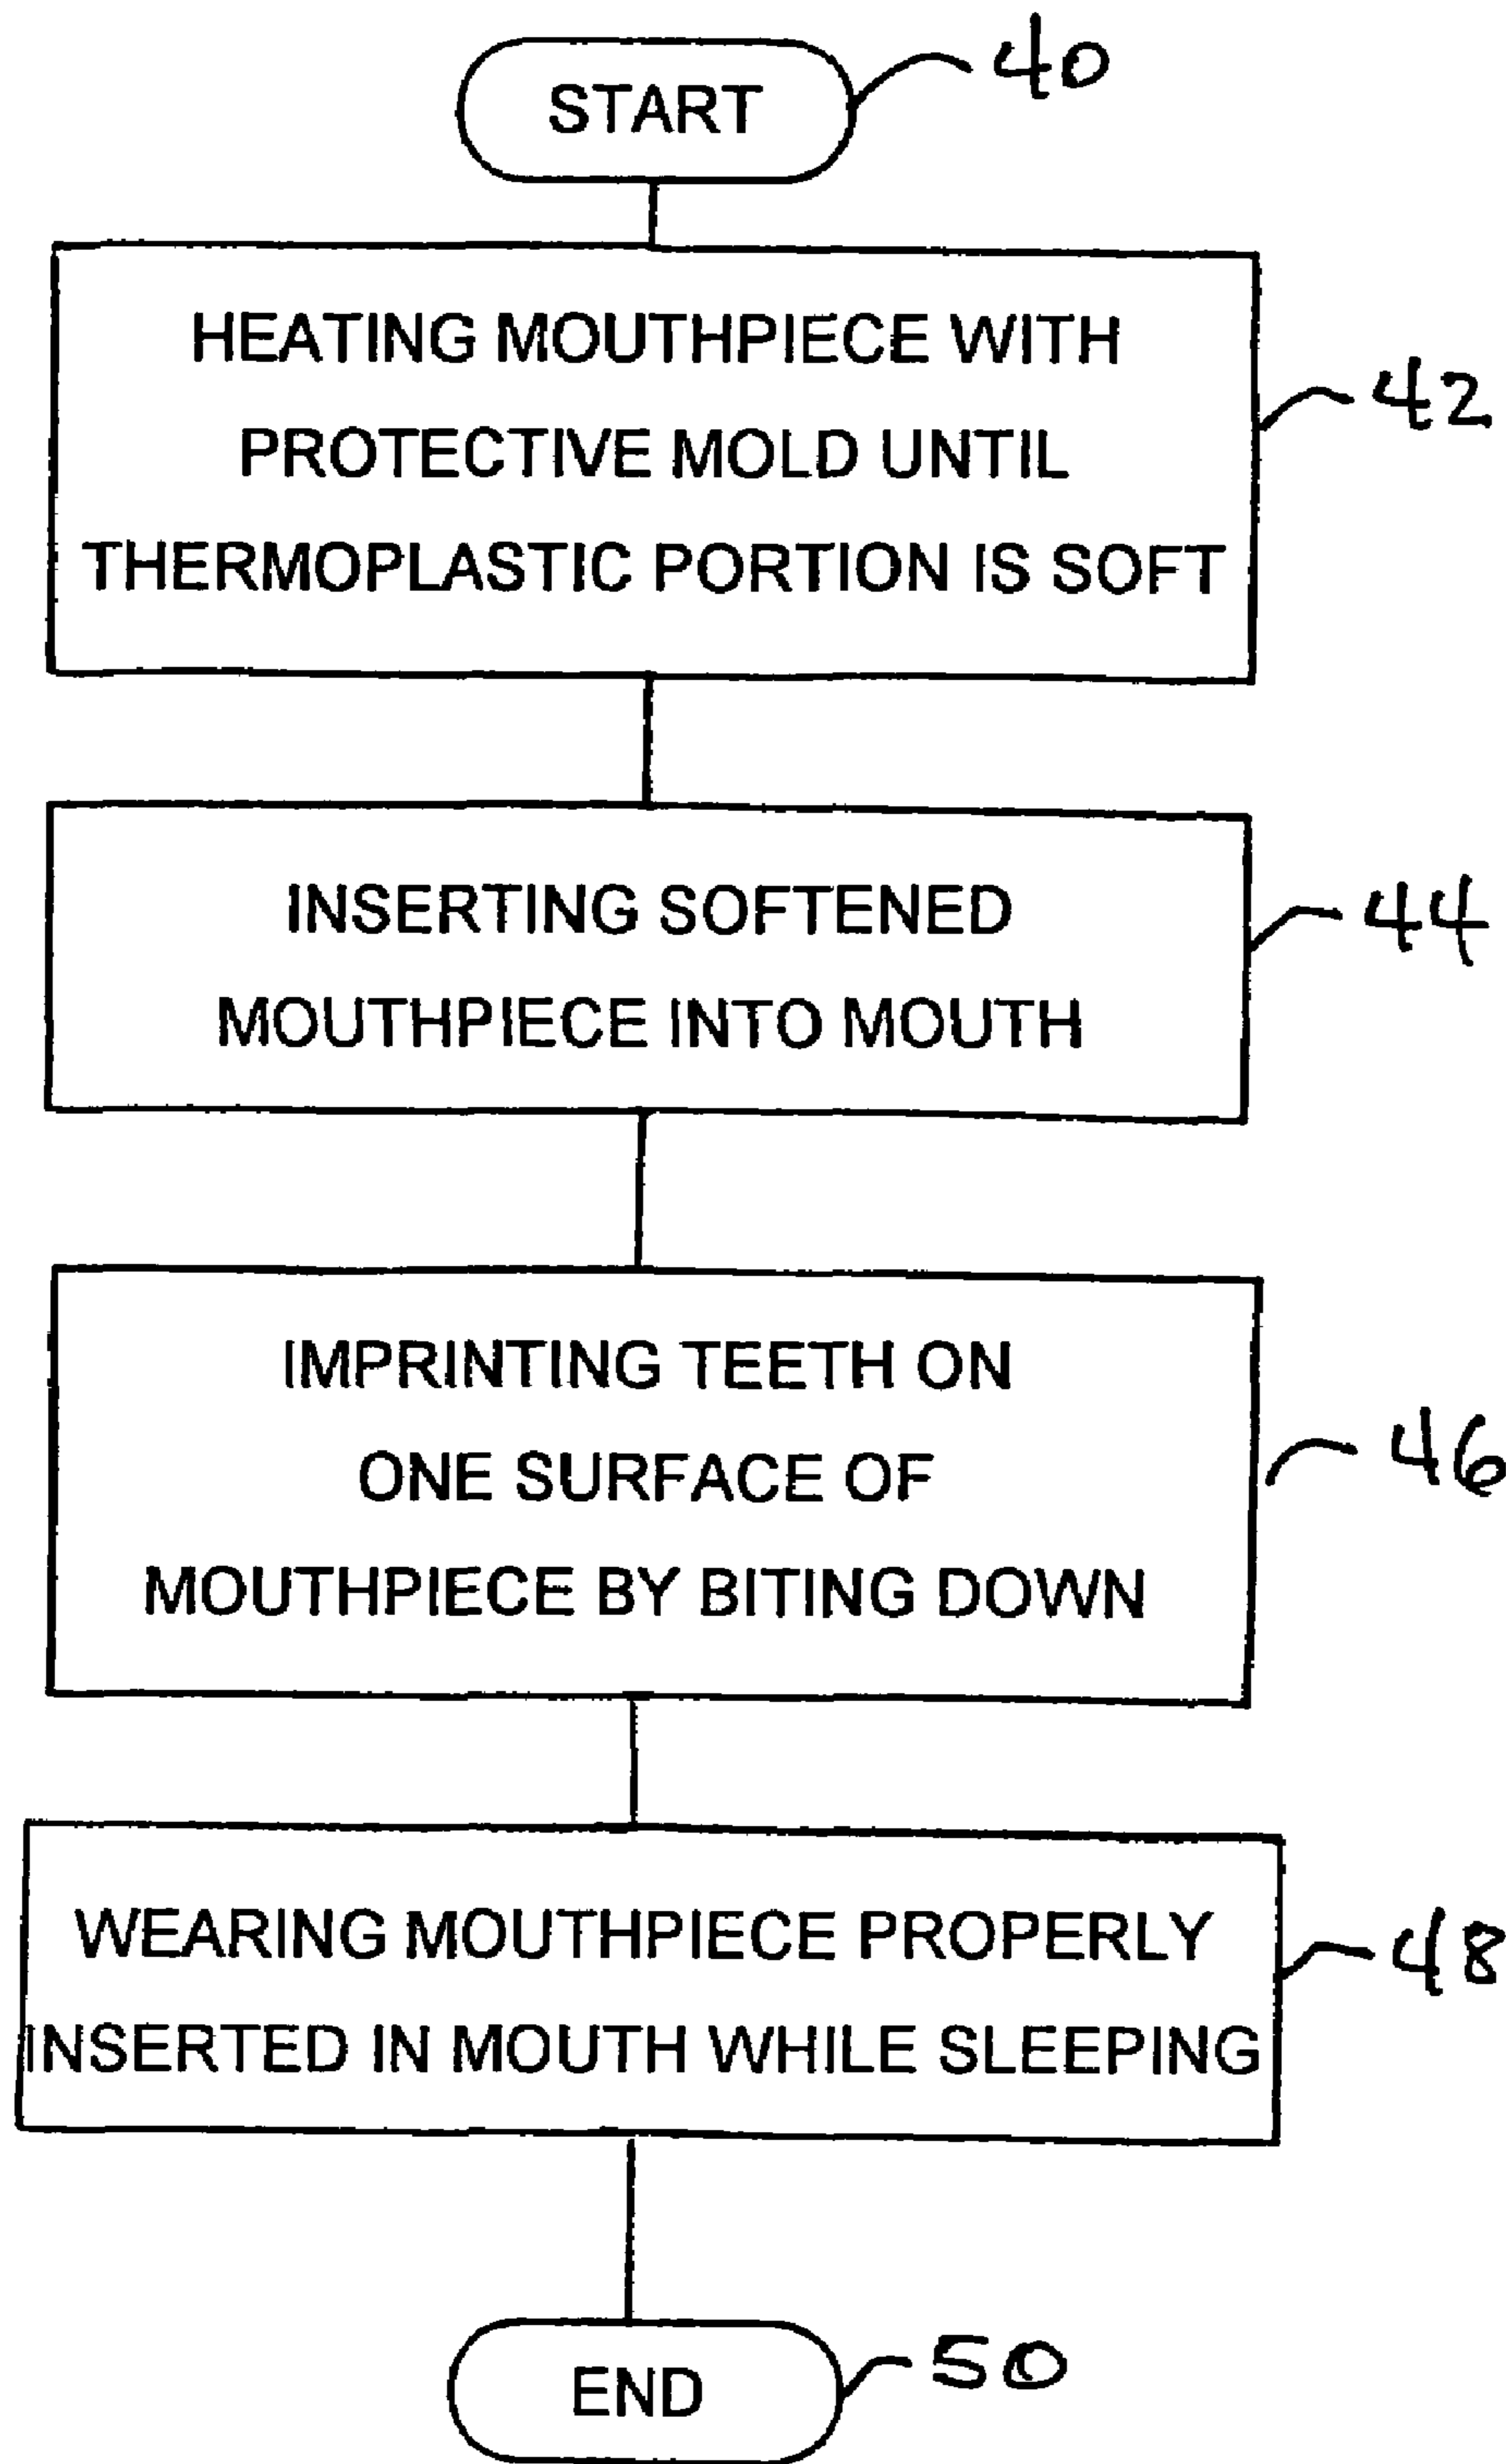 START
40
HEATING MOUTHPIECE WITH
PROTECTIVE MOLD UNTIL
THERMOPLASTIC PORTION IS SOFT
42
INSERTING SOFTENED
MOUTHPIECE INTO MOUTH
44
IMPRINTING TEETH ON
ONE SURFACE OF
MOUTHPIECE BY BITING DOWN
46
WEARING MOUTHPIECE PROPERLY
INSERTED IN MOUTH WHILE SLEEPING
48
END
50